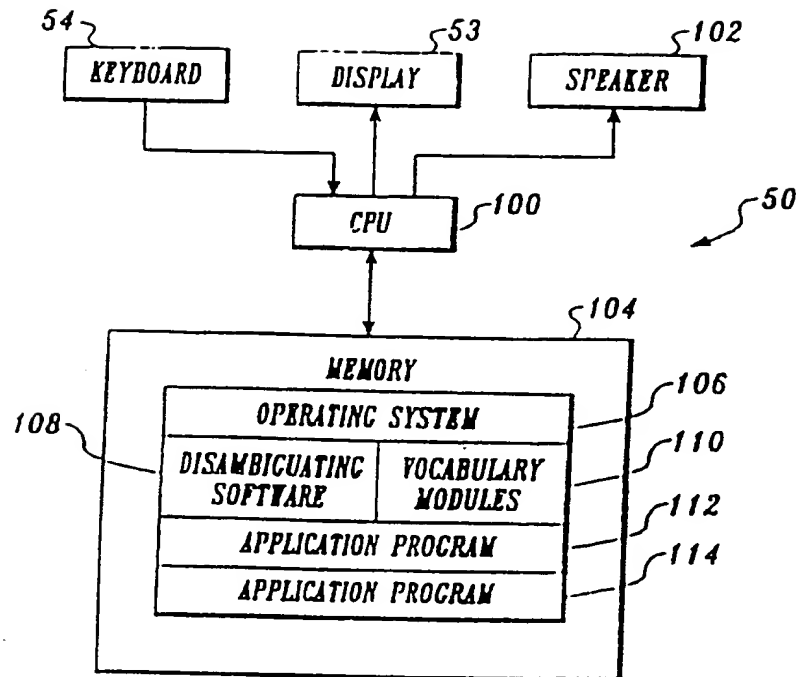 54
53
102
KEYBOARD
DISPLAY
SPEAKER
CPU
100
50
104
MEMORY
106
OPERATING SYSTEM
108
110
DISAMBIGUATING
SOFTWARE
VOCABULARY
MODULES
112
APPLICATION PROGRAM
114
APPLICATION PROGRAM